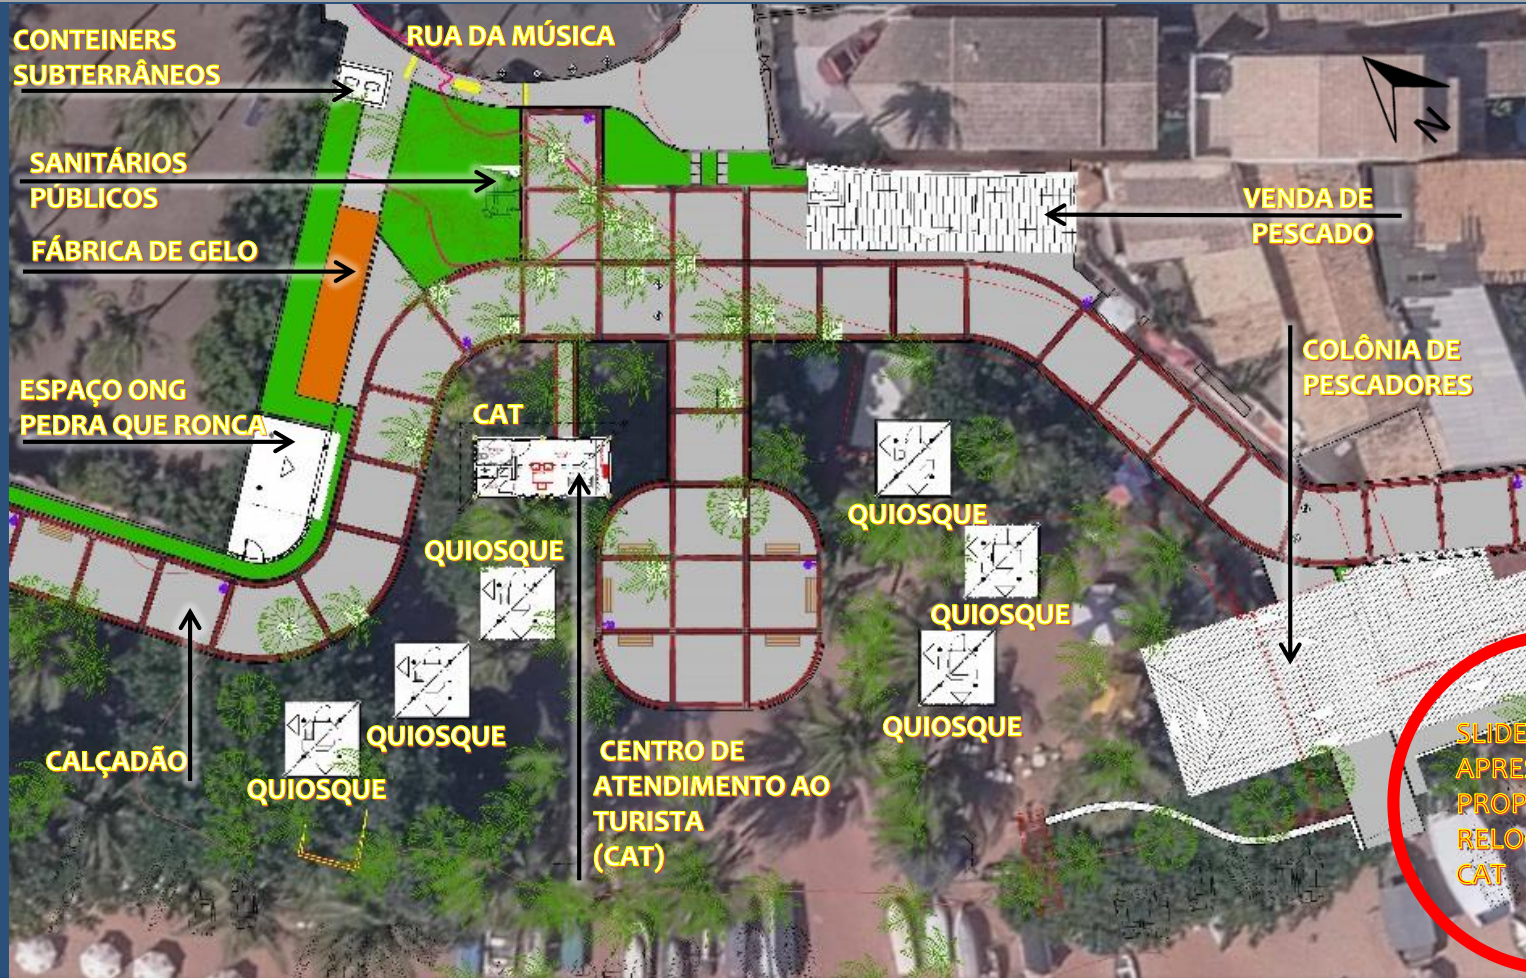 CONTEINERS
SUBTERRÂNEOS
RUA DA MÚSICA
SANITÁRIOS
PÚBLICOS
N
VENDA DE
PESCADO
FÁBRICA DE GELO
ESPAÇO ONG
PEDRA QUE RONCA
COLÔNIA DE
PESCADORES
CAT
QUIOSQUE
QUIOSQUE
QUIOSQUE
QUIOSQUE
QUIOSQUE
QUIOSQUE
CALÇADÃO
CENTRO DE
ATENDIMENTO AO
TURISTA
(CAT)
SLIDE
CAT